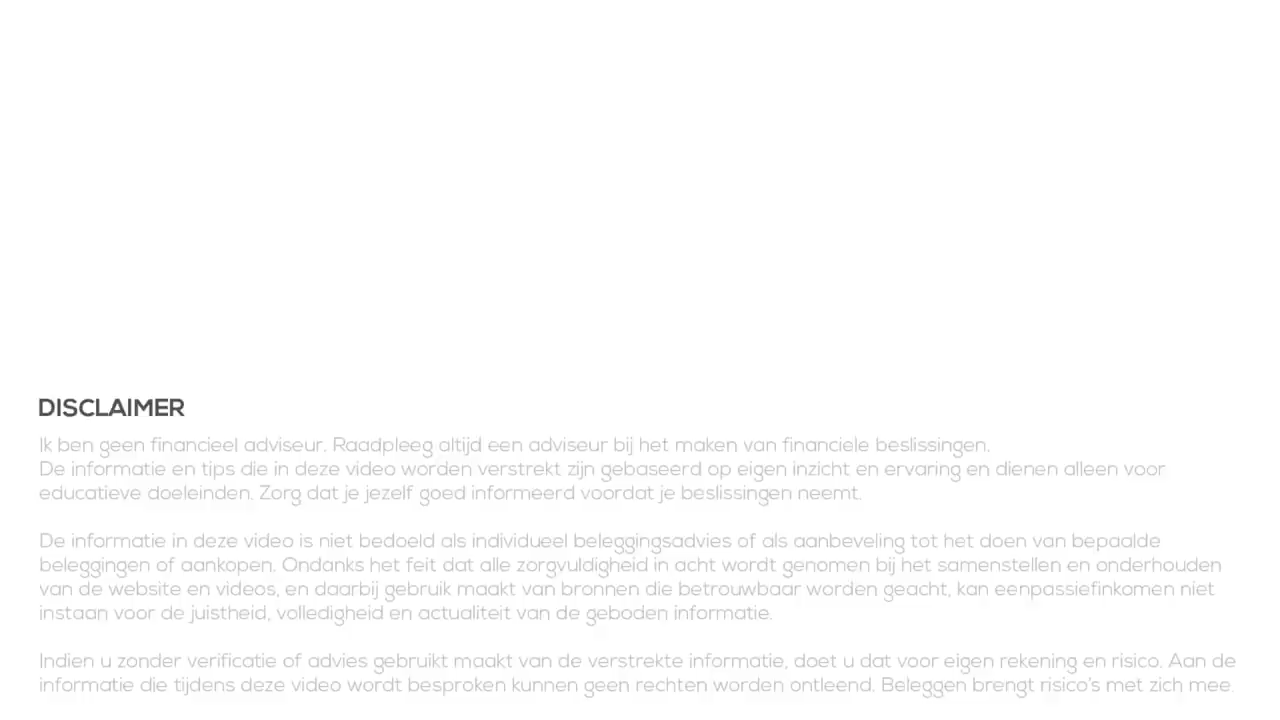 DISCLAIMER
Ik ben geen financieel adviseur. Raadpleeg altijd een adviseur bij het maken van financiele beslissingen.
De informatie en tips die in deze video worden verstrekt zijn gebaseerd op eigen inzicht en ervaring en dienen alleen voor
educatieve doeleinden. Zorg dat je jezelf goed informeerd voordat je beslissingen neemt.
De informatie in deze video is niet bedoeld als individueel beleggingsadvies of als aanbeveling tot het doen van bepaalde
beleggingen of aankopen. Ondanks het feit dat alle zorgvuldigheid in acht wordt genomen bij het samenstellen en onderhouden
van de website en videos, en daarbij gebruik maakt van bronnen die betrouwbaar worden geacht, kan eenpassiefinkomen niet
instaan voor de juistheid, volledigheid en actualiteit van de geboden informatie.
Indien u zonder verificatie of advies gebruikt maakt van de verstrekte informatie, doet u dat voor eigen rekening en risico. Aan de
informatie die tijdens deze video wordt besproken kunnen geen rechten worden ontleend. Beleggen brengt risico's met zich mee.